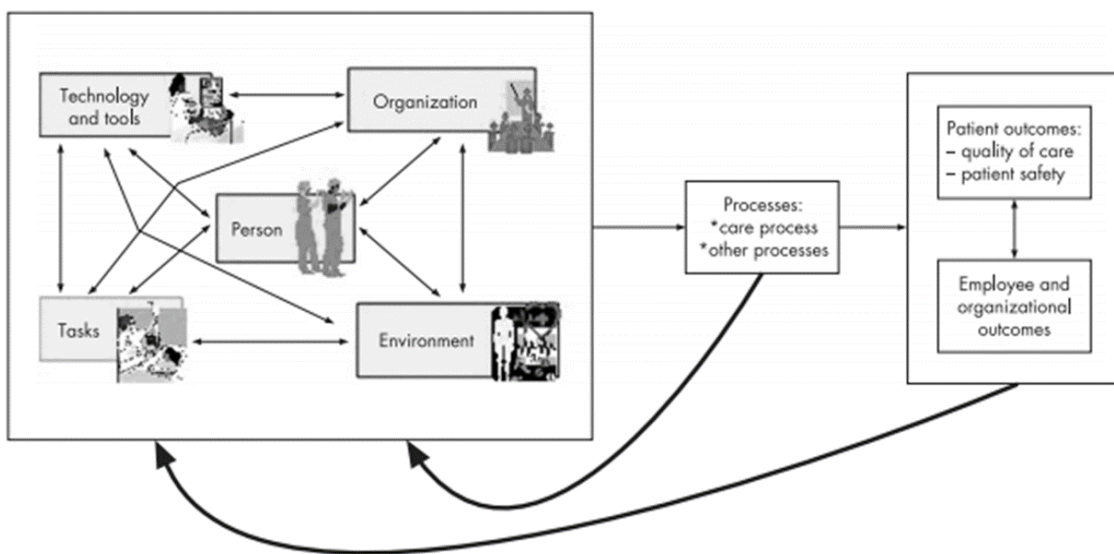 Technology
and tools
Organization
Person
Tasks
Environment
Processes:
*care process
*other processes
Patient outcomes:
– quality of care
– patient safety
Employee and
organizational
outcomes